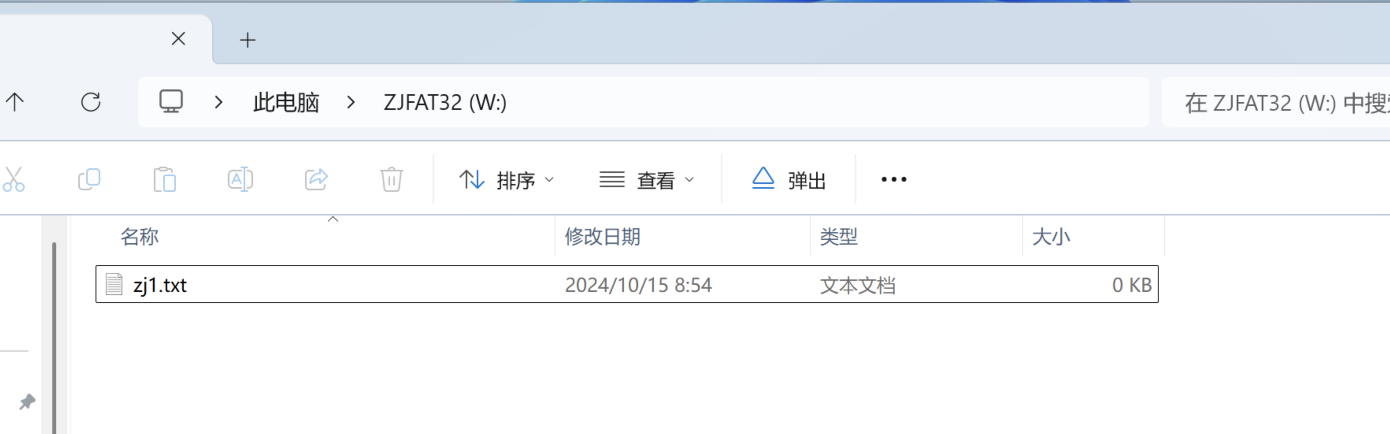 此电脑 ZJFAT32 (W:) 在 ZJFAT32 (W:) 中搜
排序 查看 弹出
名称 修改日期 类型 大小
zj1.txt 2024/10/15 8:54 文本文档 0 KB